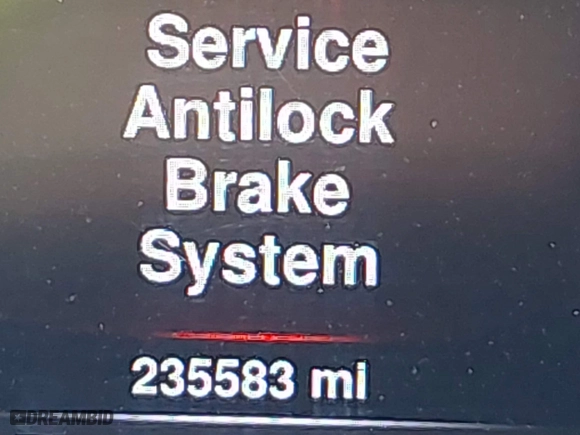 Service
Antilock
Brake
System
235583 mi
DREAMBID